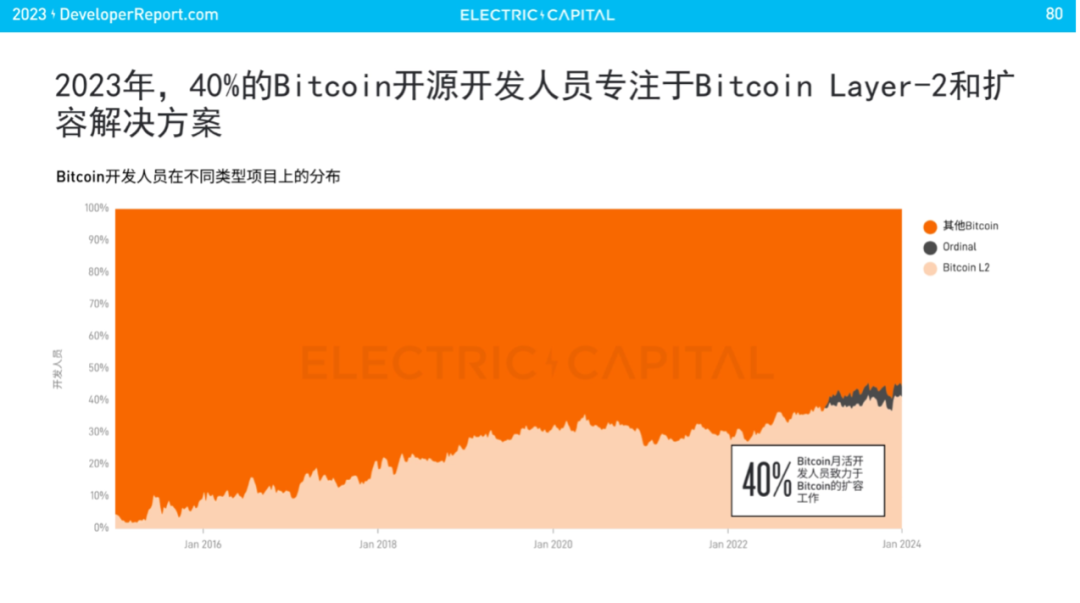 2023 DeveloperReport.com
ELECTRIC CAPITAL
80
2023年，40%的Bitcoin开源开发人员专注于Bitcoin Layer-2和扩
容解决方案
Bitcoin开发人员在不同类型项目上的分布
100%
90%
80%
70%
60%
50%
40%
30%
20%
10%
0%
开发人员
ELECTRIC CAPITAL
其他Bitcoin
Ordinal
Bitcoin L2
40%
Bitcoin月活开
发人员致力于
Bitcoin的扩容
工作
Jan 2016
Jan 2018
Jan 2020
Jan 2022
Jan 2024